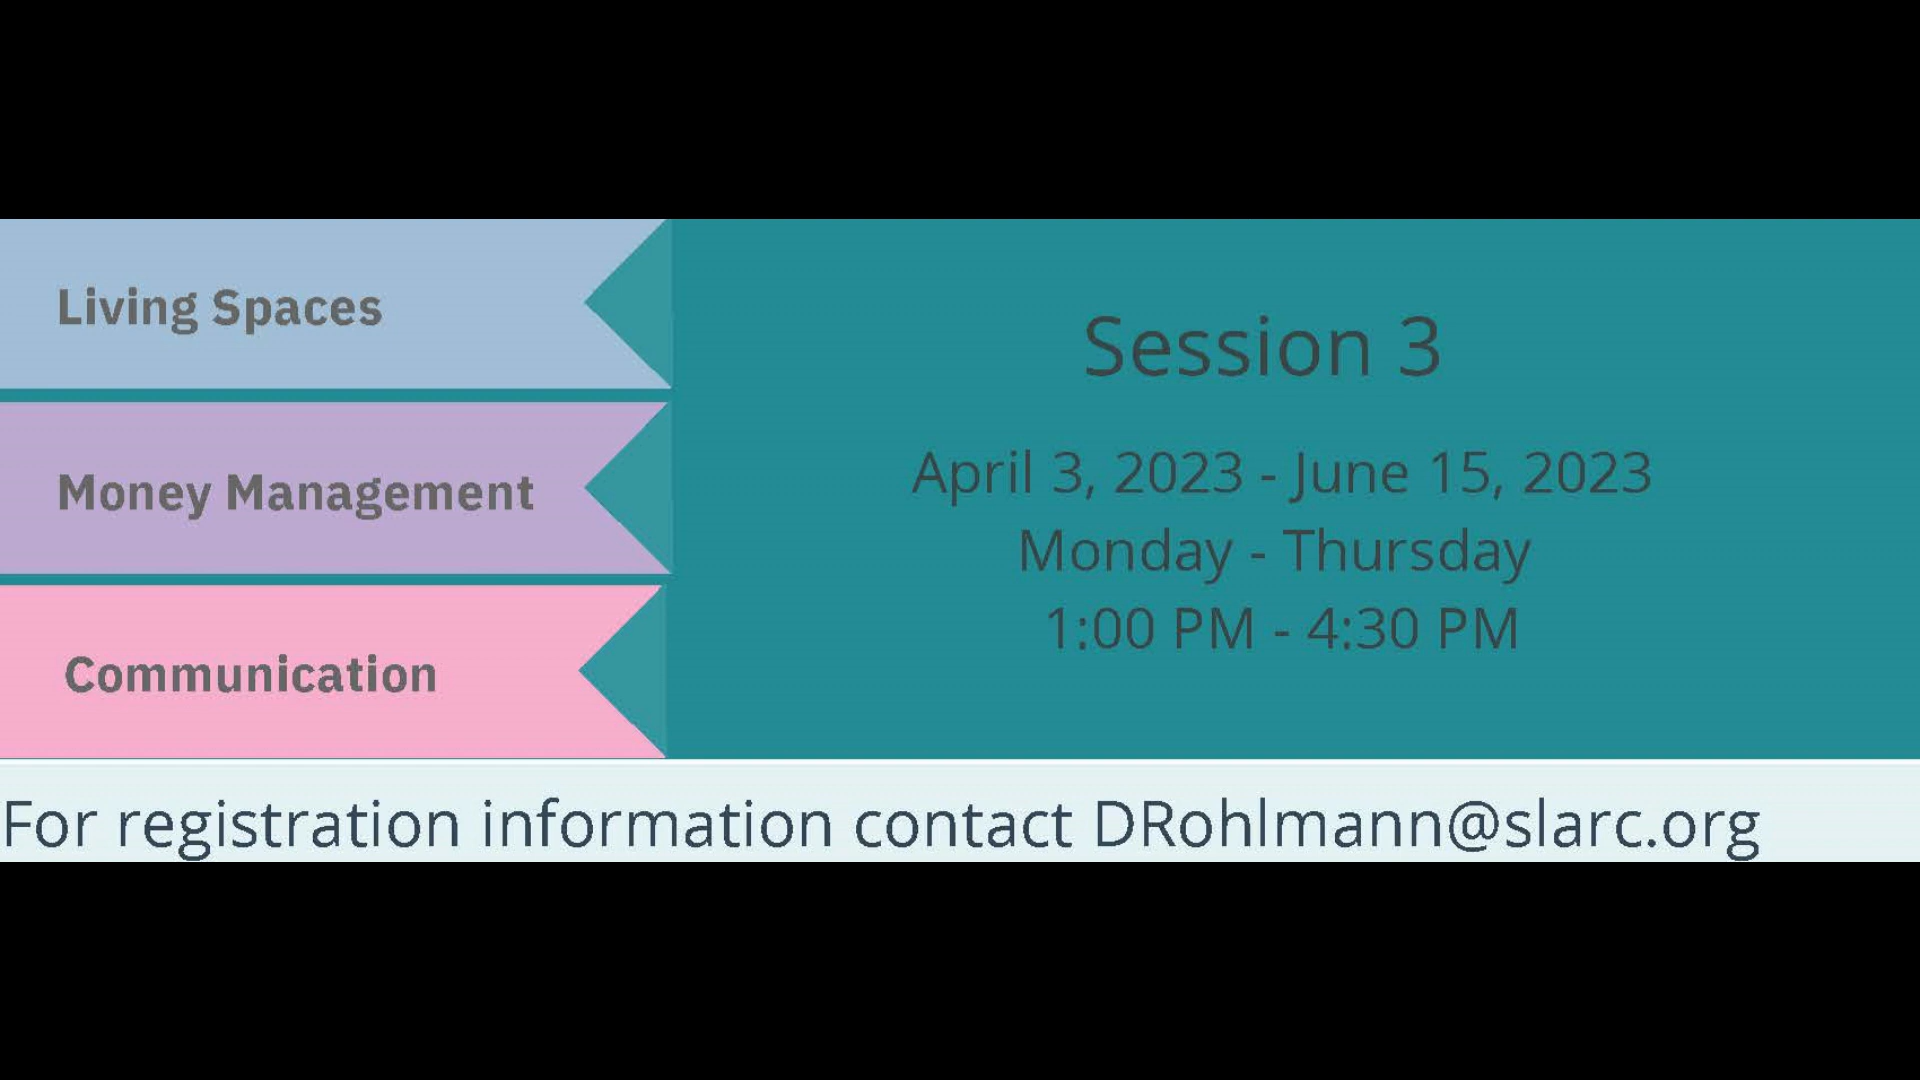 Living Spaces
Money Management
Communication
Session 3
April 3, 2023 - June 15, 2023
Monday - Thursday
1:00 PM - 4:30 PM
For registration information contact DRohlmann@slarc.org